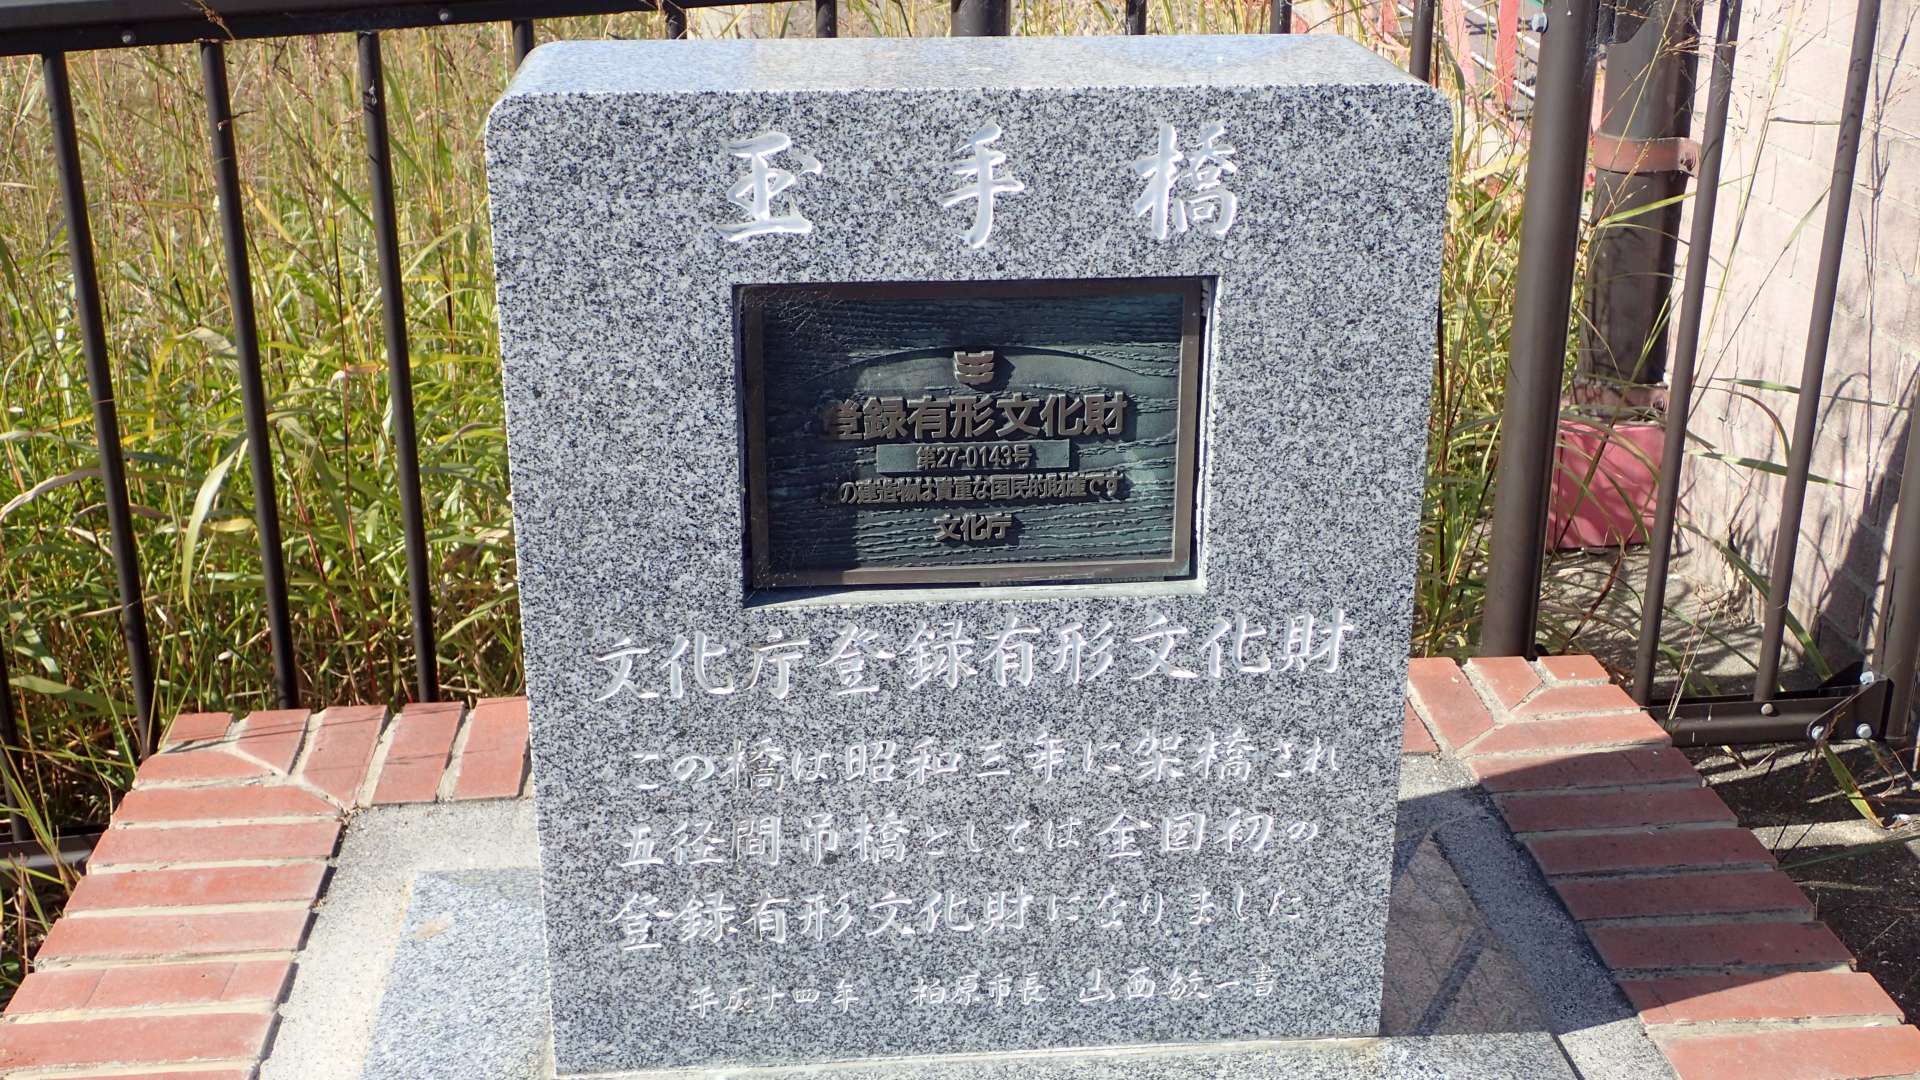 玉手橋
登録有形文化財
第27-0143号
の建造物は貴重な国民的財産です
文化庁
文化庁登録有形文化財
この橋は昭和三年に架橋され
五径間吊橋としては全国初の
登録有形文化財になりました
平成十四年 柏原市長 山西敏一書